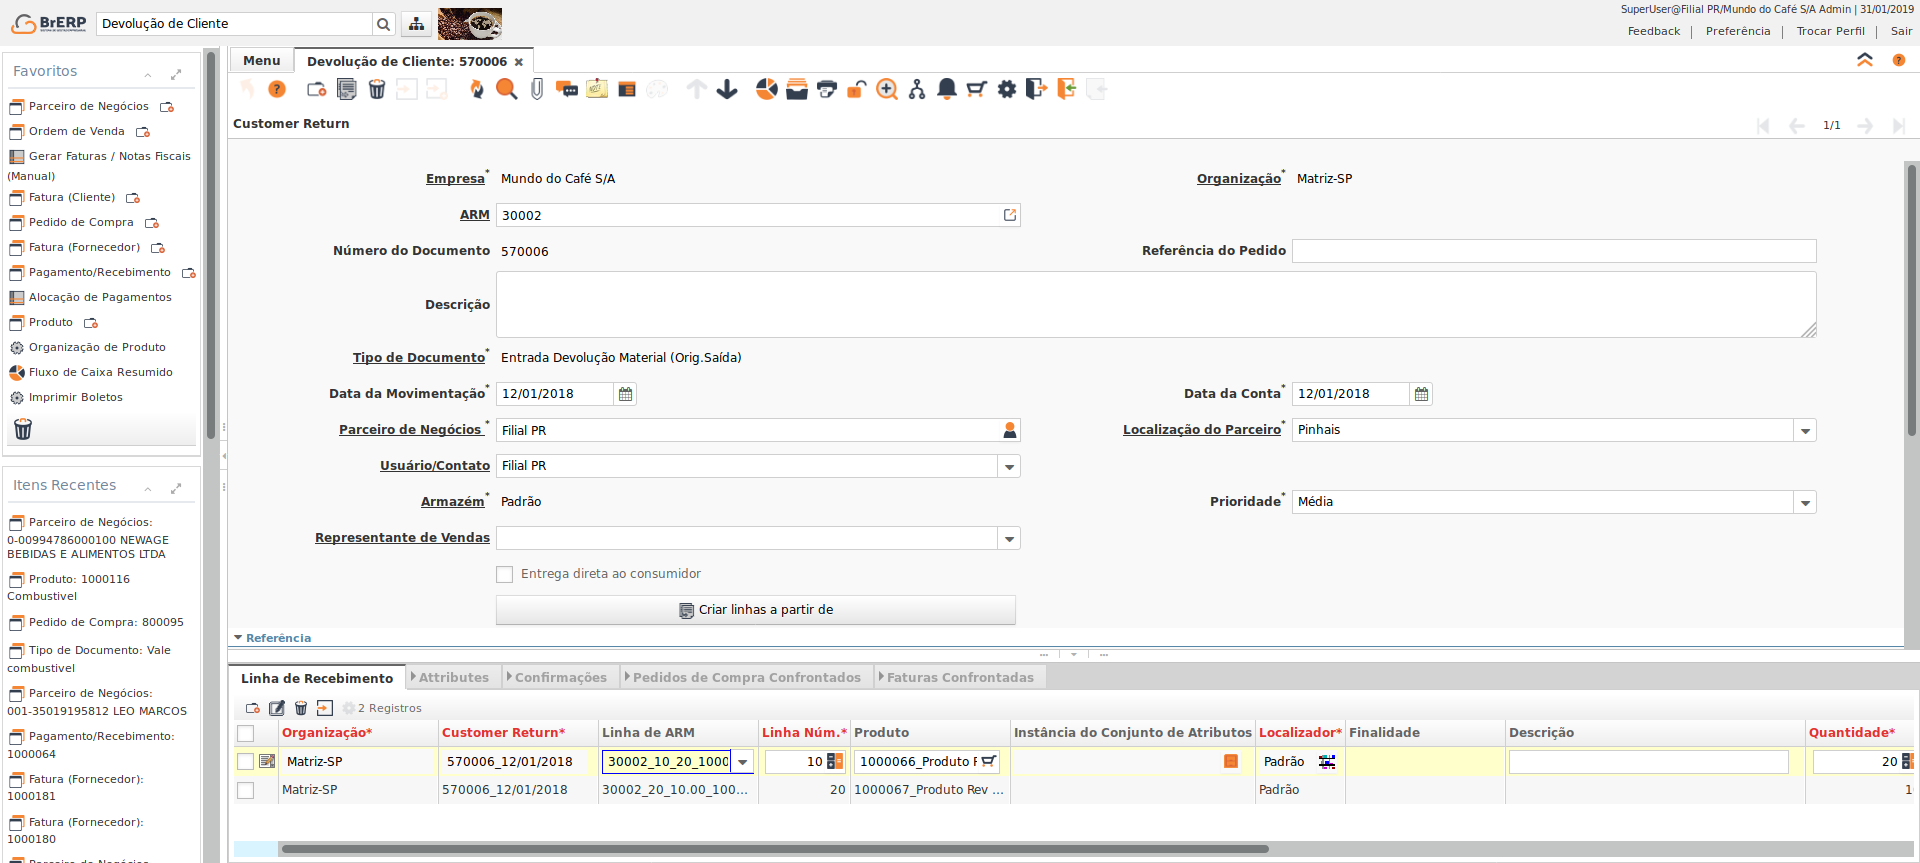 BrERP
Devolução de Cliente
SuperUser@Filial PR/Mundo do Café S/A Admin | 31/01/2019
Feedback | Preferência | Trocar Perfil | Sair
Favoritos
Parceiro de Negócios
Ordem de Venda
Gerar Faturas / Notas Fiscais
(Manual)
Fatura (Cliente)
Pedido de Compra
Fatura (Fornecedor)
Pagamento/Recebimento
Alocação de Pagamentos
Produto
Organização de Produto
Fluxo de Caixa Resumido
Imprimir Boletos
Itens Recentes
Parceiro de Negócios:
0-00994786000100 NEWAGE
BEBIDAS E ALIMENTOS LTDA
Produto: 1000116
Combustivel
Pedido de Compra: 800095
Tipo de Documento: Vale
combustivel
Parceiro de Negócios:
001-35019195812 LEO MARCOS
Pagamento/Recebimento:
1000064
Fatura (Fornecedor):
1000181
Fatura (Fornecedor):
1000180
Menu
Devolução de Cliente: 570006
Customer Return
1/1
Empresa* Mundo do Café S/A
Organização* Matriz-SP
ARM 30002
Número do Documento 570006
Referência do Pedido
Descrição
Tipo de Documento* Entrada Devolução Material (Orig.Saída)
Data da Movimentação* 12/01/2018
Data da Conta* 12/01/2018
Parceiro de Negócios* Filial PR
Localização do Parceiro* Pinhais
Usuário/Contato Filial PR
Armazém* Padrão
Prioridade* Média
Representante de Vendas
Entrega direta ao consumidor
Criar linhas a partir de
Referência
Linha de Recebimento Attributes Confirmações Pedidos de Compra Confrontados Faturas Confrontadas
2 Registros
Organização* Customer Return* Linha de ARM Linha Núm.* Produto Instância do Conjunto de Atributos Localizador* Finalidade Descrição Quantidade*
Matriz-SP 570006_12/01/2018 30002_10_20_1000 10 1000066_Produto Padrão 20
Matriz-SP 570006_12/01/2018 30002_20_10.00_100... 20 1000067_Produto Rev ... Padrão